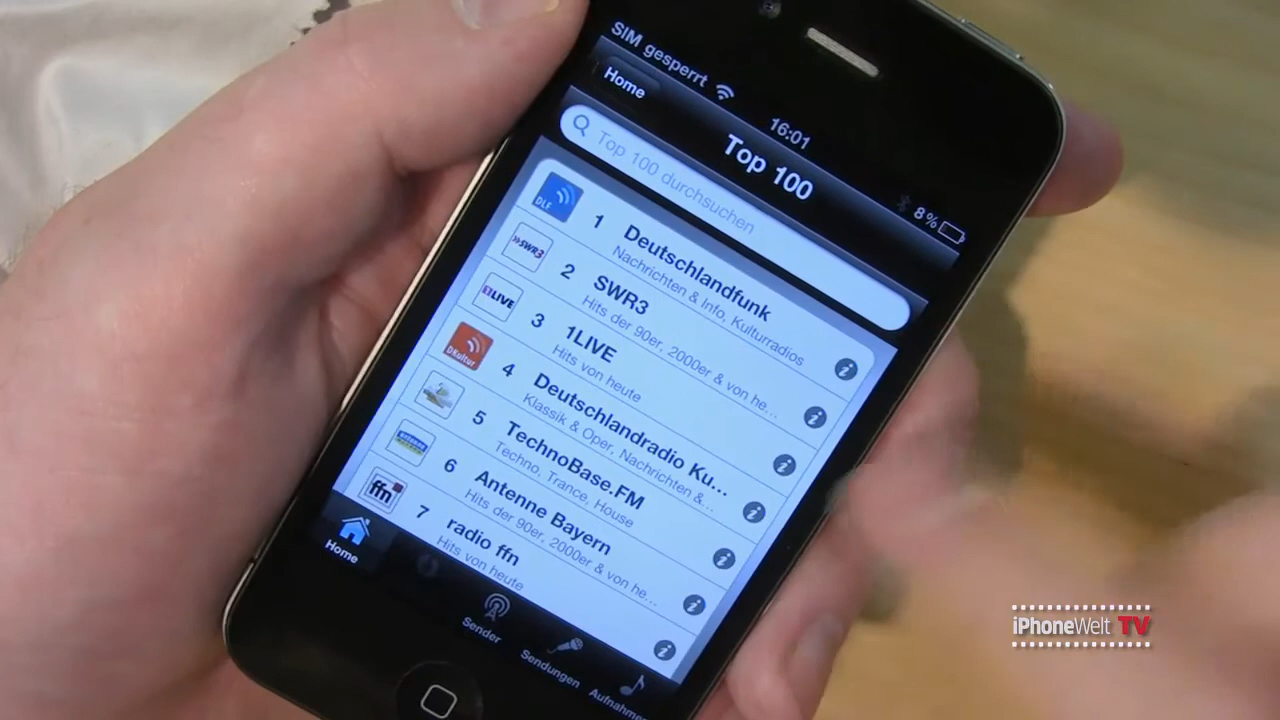 SIM gesperrt
16:01
8%
Home
Top 100
Top 100 durchsuchen
DLF
1 Deutschlandfunk
Nachrichten & Info, Kulturradios
SWR3
2 SWR3
Hits der 90er, 2000er & von he...
1LIVE
3 1LIVE
Hits von heute
DKultur
4 Deutschlandradio Ku...
Klassik & Oper, Nachrichten &...
5 TechnoBase.FM
Techno, Trance, House
6 Antenne Bayern
Hits der 90er, 2000er & von he...
ffn
7 radio ffn
Hits von heute
Home
Sender
Sendungen
Aufnahmen
iPhoneWelt TV